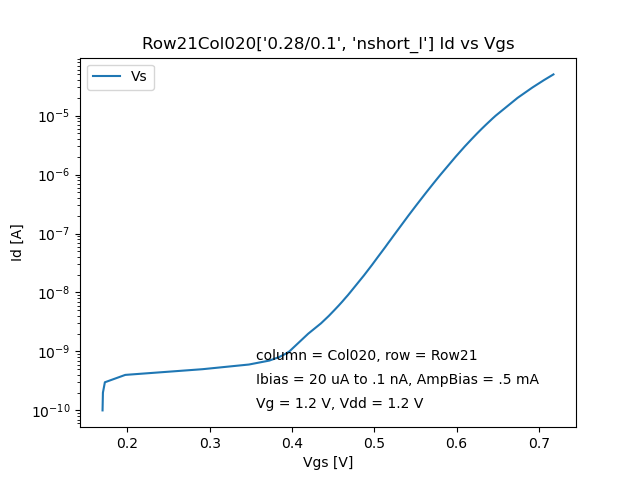 Row21Col020['0.28/0.1', 'nshort_l'] Id vs Vgs
Vs
Id [A]
10^-5
10^-6
10^-7
10^-8
10^-9
10^-10
column = Col020, row = Row21
Ibias = 20 uA to .1 nA, AmpBias = .5 mA
Vg = 1.2 V, Vdd = 1.2 V
0.2 0.3 0.4 0.5 0.6 0.7
Vgs [V]